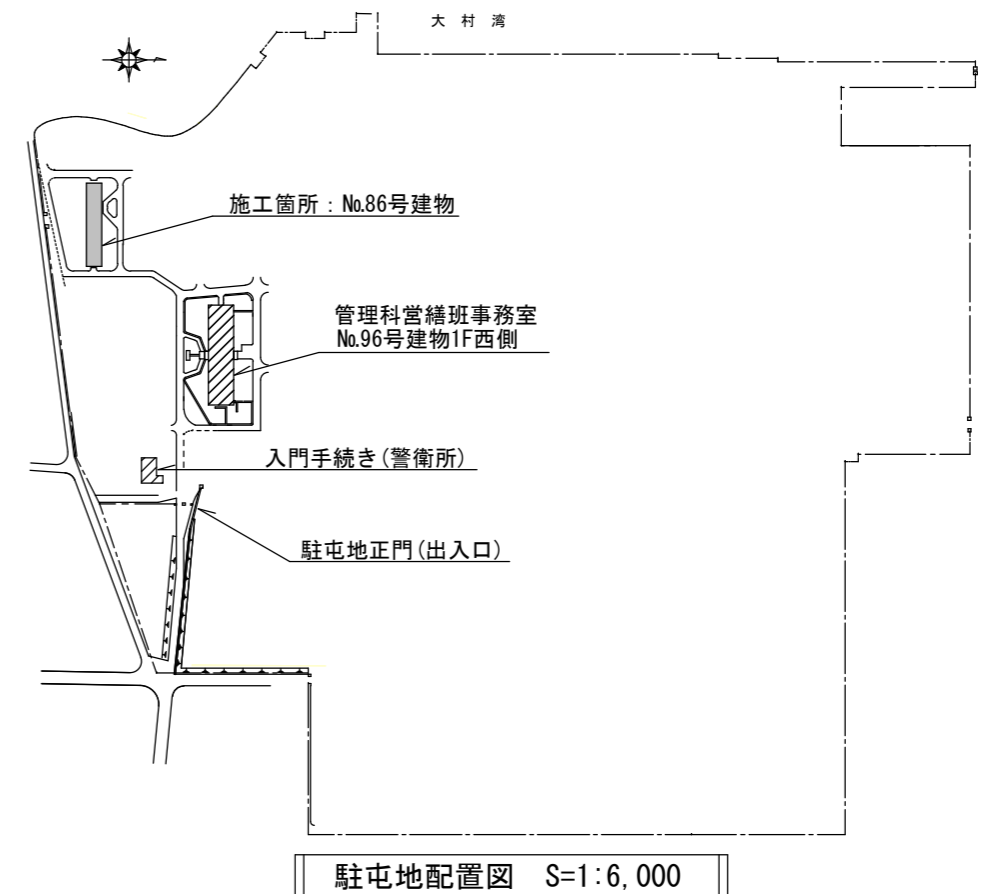 大村湾
施工箇所：No.86号建物
管理科営繕班事務室
No.96号建物1F西側
入門手続き(警衛所)
駐屯地正門(出入口)
駐屯地配置図 S=1:6,000